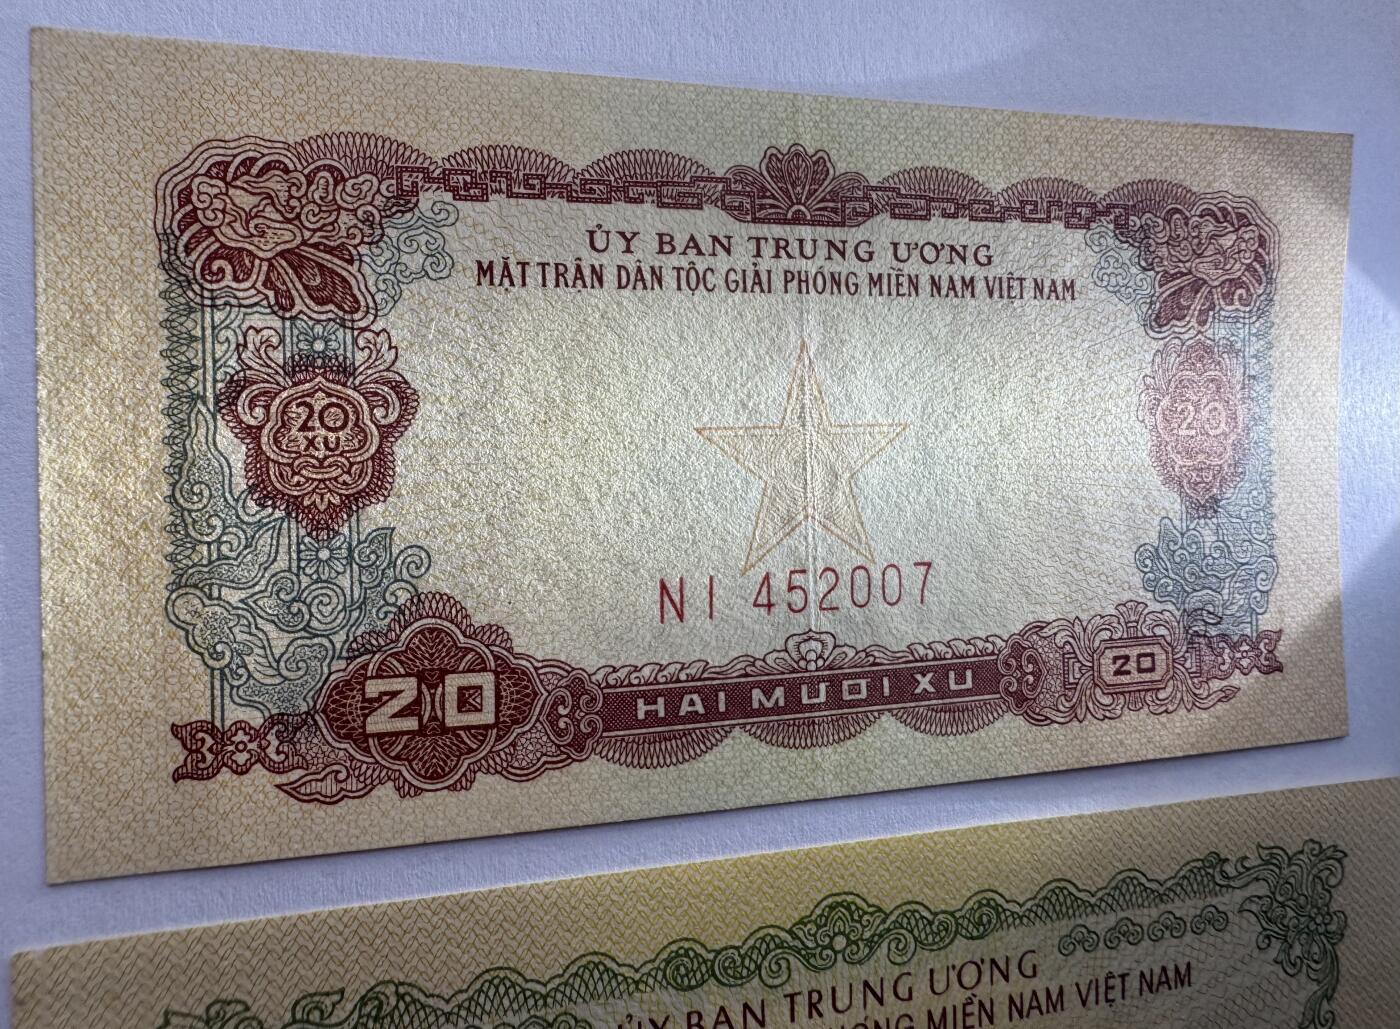 ỦY BAN TRUNG ƯƠNG
MẶT TRẬN DÂN TỘC GIẢI PHÓNG MIỀN NAM VIỆT NAM
20
XU
20
NI 452007
20
HAI MƯƠI XU
20
ỦY BAN TRUNG ƯƠNG
PHÓNG MIỀN NAM VIỆT NAM